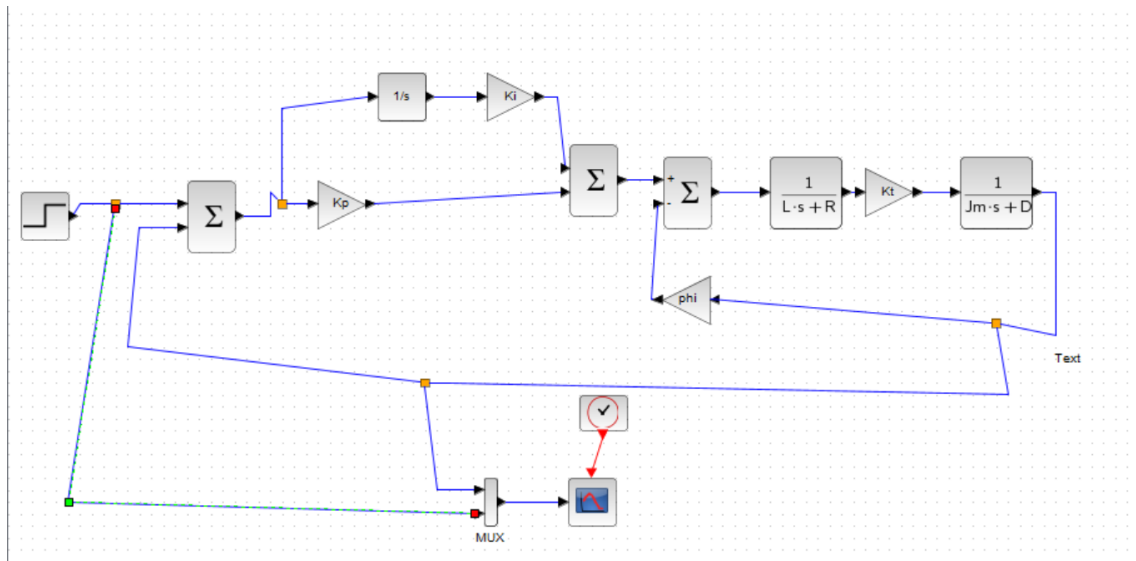 1/s
Ki
Σ
Kp
Σ
+
-
Σ
1
L·s+R
Kt
1
Jm·s+D
phi
Text
MUX